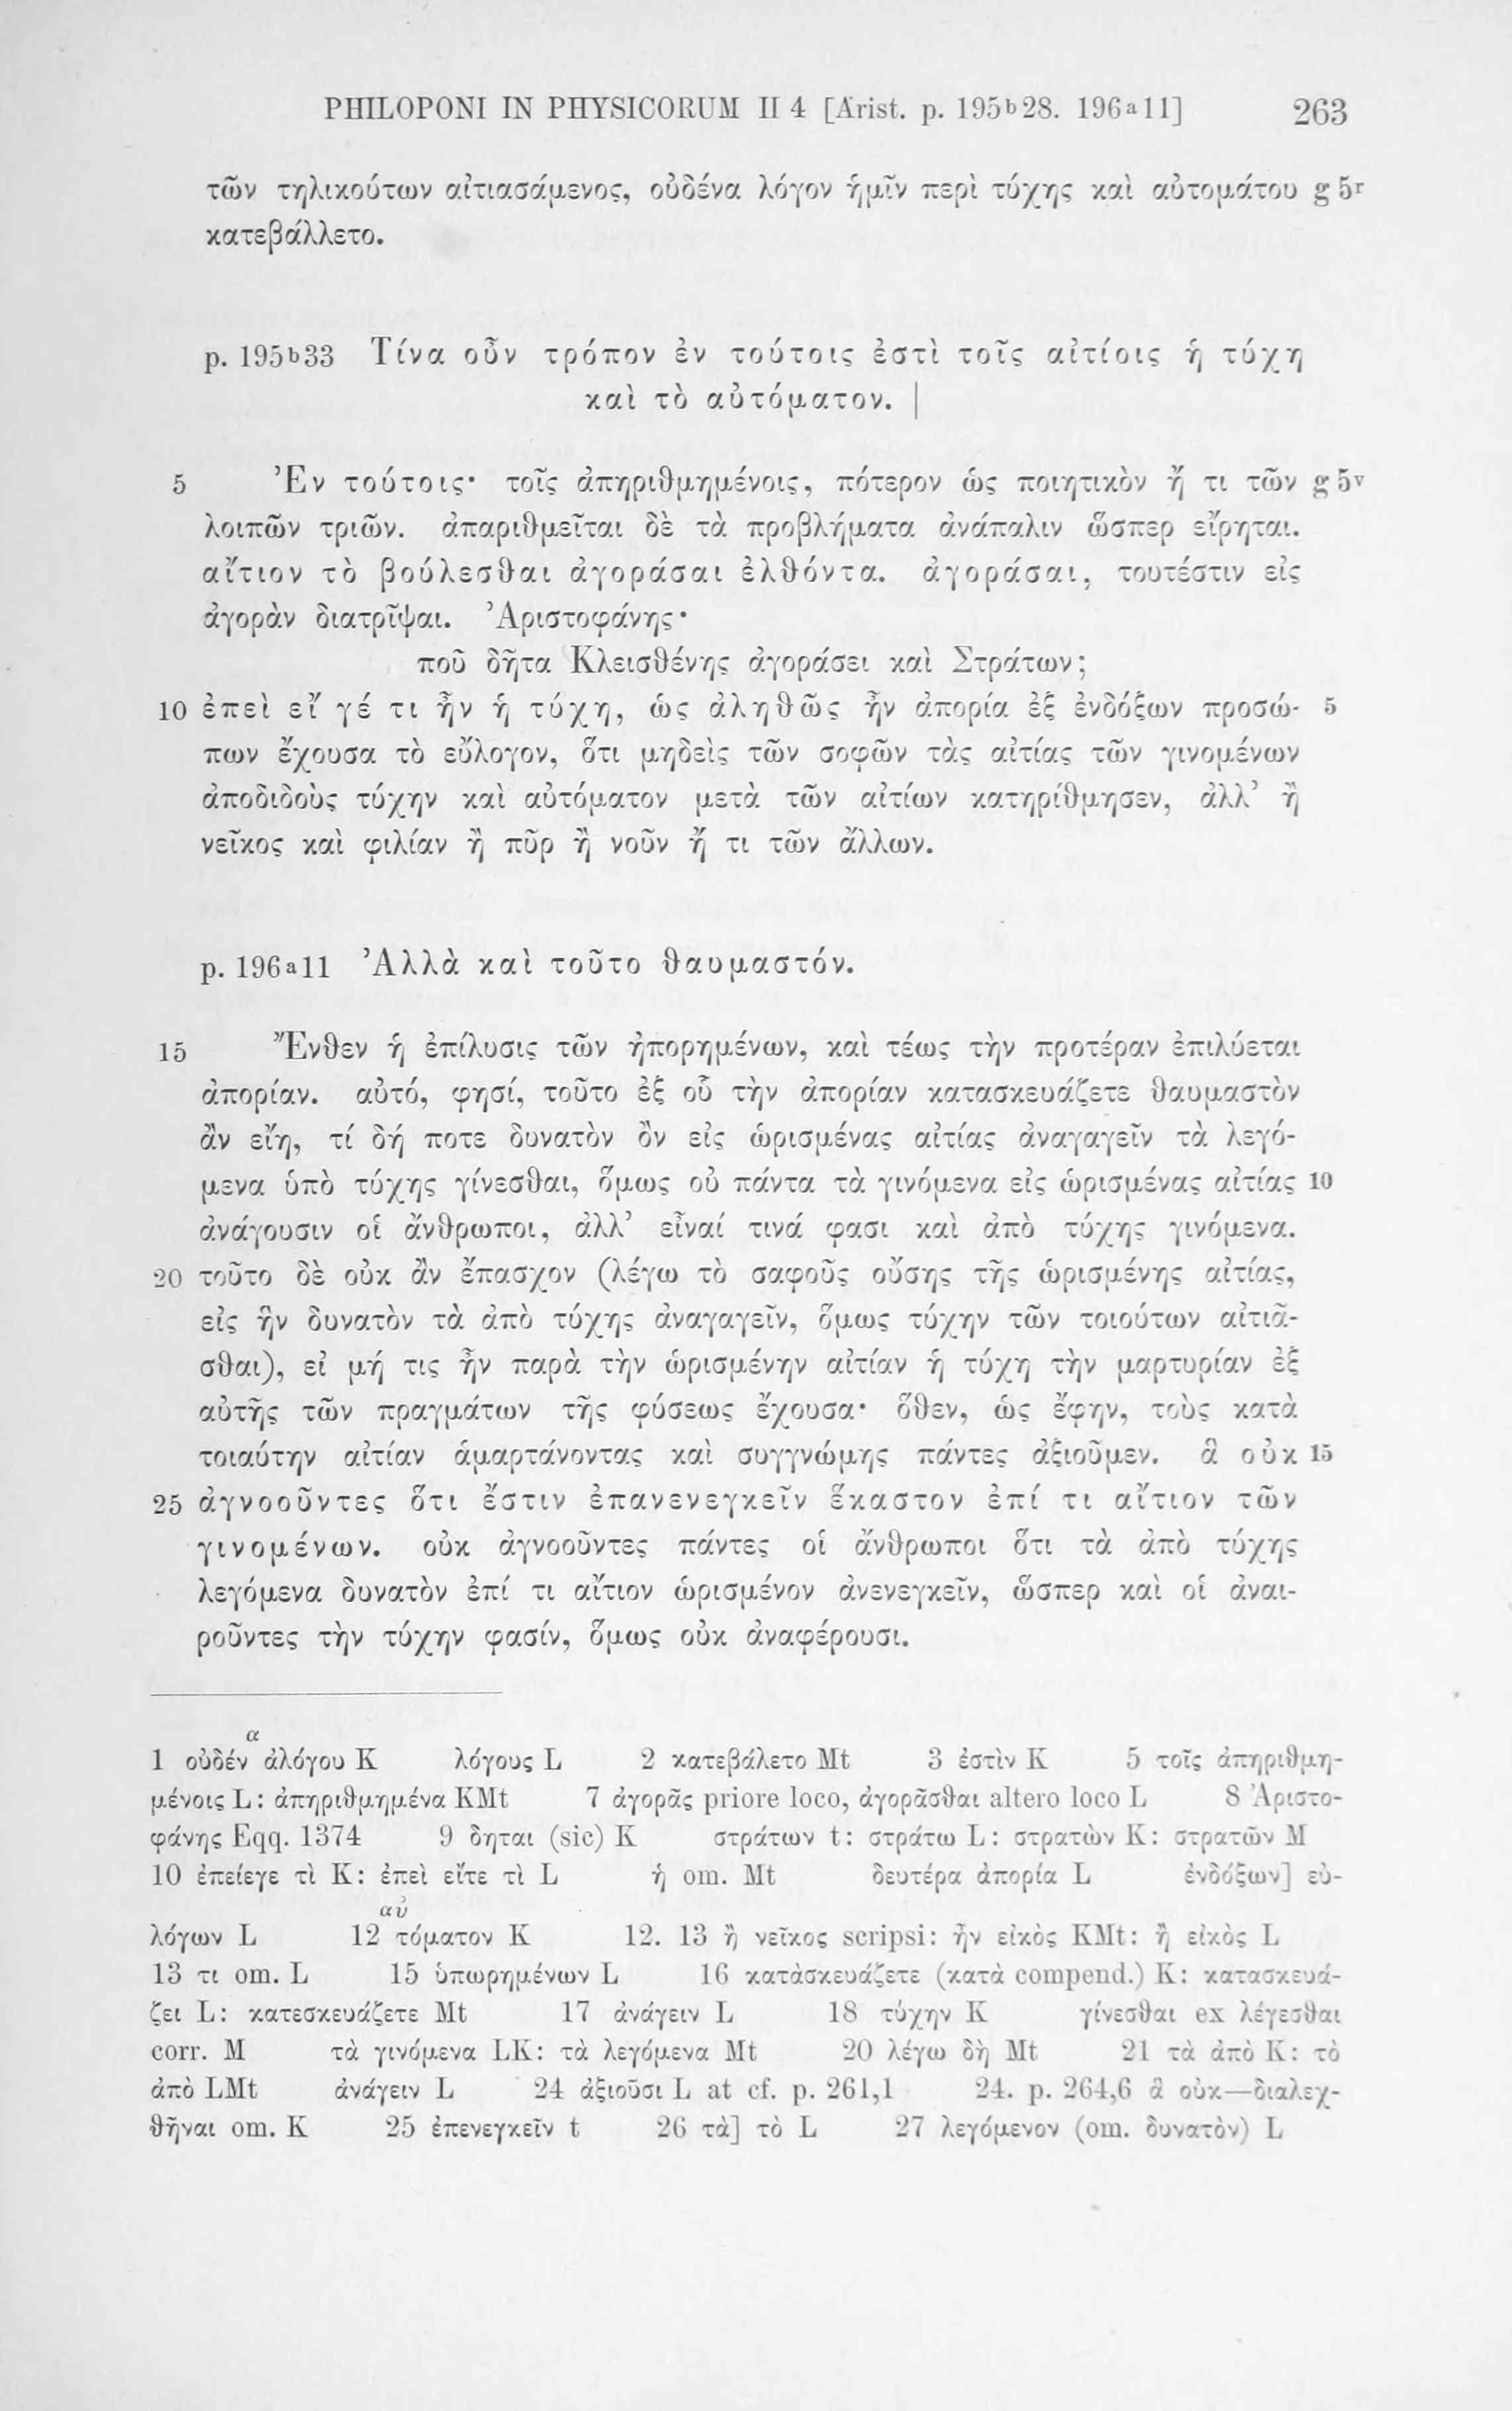 PHILOPONI IN PHYSICORUM II 4 [Arist. p. 195ᵇ28. 196ᵃ11] 263
τῶν τηλικούτων αἰτιασάμενος, οὐδένα λόγον ἡμῖν περὶ τύχης καὶ αὐτομάτου g 5ʳ
κατεβάλλετο.
p. 195ᵇ33 Τίνα οὖν τρόπον ἐν τούτοις ἐστὶ τοῖς αἰτίοις ἡ τύχη
καὶ τὸ αὐτόματον. |
5 Ἐν τούτοις· τοῖς ἀπηριθμημένοις, πότερον ὡς ποιητικὸν ἤ τι τῶν g 5ᵛ
λοιπῶν τριῶν. ἀπαριθμεῖται δὲ τὰ προβλήματα ἀνάπαλιν ὥσπερ εἴρηται.
αἴτιον τὸ βούλεσθαι ἀγοράσαι ἐλθόντα. ἀγοράσαι, τουτέστιν εἰς
ἀγορὰν διατρῖψαι. Ἀριστοφάνης·
ποῦ δῆτα Κλεισθένης ἀγοράσει καὶ Στράτων;
10 ἐπεὶ εἴ γέ τι ἦν ἡ τύχη, ὡς ἀληθῶς ἦν ἀπορία ἐξ ἐνδόξων προσώ- 5
πων ἔχουσα τὸ εὔλογον, ὅτι μηδεὶς τῶν σοφῶν τὰς αἰτίας τῶν γινομένων
ἀποδιδοὺς τύχην καὶ αὐτόματον μετὰ τῶν αἰτίων κατηρίθμησεν, ἀλλ’ ἢ
νεῖκος καὶ φιλίαν ἢ πῦρ ἢ νοῦν ἤ τι τῶν ἄλλων.
p. 196ᵃ11 Ἀλλὰ καὶ τοῦτο θαυμαστόν.
15 Ἔνθεν ἡ ἐπίλυσις τῶν ἠπορημένων, καὶ τέως τὴν προτέραν ἐπιλύεται
ἀπορίαν. αὐτό, φησί, τοῦτο ἐξ οὗ τὴν ἀπορίαν κατασκευάζετε θαυμαστὸν
ἂν εἴη, τί δή ποτε δυνατὸν ὂν εἰς ὡρισμένας αἰτίας ἀναγαγεῖν τὰ λεγό-
μενα ὑπὸ τύχης γίνεσθαι, ὅμως οὐ πάντα τὰ γινόμενα εἰς ὡρισμένας αἰτίας 10
ἀνάγουσιν οἱ ἄνθρωποι, ἀλλ’ εἶναί τινά φασι καὶ ἀπὸ τύχης γινόμενα.
20 τοῦτο δὲ οὐκ ἂν ἔπασχον (λέγω τὸ σαφοῦς οὔσης τῆς ὡρισμένης αἰτίας,
εἰς ἣν δυνατὸν τὰ ἀπὸ τύχης ἀναγαγεῖν, ὅμως τύχην τῶν τοιούτων αἰτιᾶ-
σθαι), εἰ μή τις ἦν παρὰ τὴν ὡρισμένην αἰτίαν ἡ τύχη τὴν μαρτυρίαν ἐξ
αὐτῆς τῶν πραγμάτων τῆς φύσεως ἔχουσα· ὅθεν, ὡς ἔφην, τοὺς κατὰ
τοιαύτην αἰτίαν ἁμαρτάνοντας καὶ συγγνώμης πάντες ἀξιοῦμεν. ἃ οὐκ 15
25 ἀγνοοῦντες ὅτι ἔστιν ἐπανενεγκεῖν ἕκαστον ἐπί τι αἴτιον τῶν
γινομένων. οὐκ ἀγνοοῦντες πάντες οἱ ἄνθρωποι ὅτι τὰ ἀπὸ τύχης
λεγόμενα δυνατὸν ἐπί τι αἴτιον ὡρισμένον ἀνενεγκεῖν, ὥσπερ καὶ οἱ ἀναι-
ροῦντες τὴν τύχην φασίν, ὅμως οὐκ ἀναφέρουσι.
α
1 οὐδέν ἀλόγου K λόγους L 2 κατεβάλετο Mt 3 ἐστὶν K 5 τοῖς ἀπηριθμη-
μένοις L: ἀπηριθμημένα KMt 7 ἀγορᾶς priore loco, ἀγορᾶσθαι altero loco L 8 Ἀριστο-
φάνης Eqq. 1374 9 δηται (sic) K στράτων t: στράτω L: στρατὼν K: στρατῶν M
10 ἐπείεγε τὶ K: ἐπεὶ εἴτε τὶ L ἡ om. Mt δευτέρα ἀπορία L ἐνδόξων] εὐ-
αὐ
λόγων L 12 τόματον K 12. 13 ἢ νεῖκος scripsi: ἦν εἰκὸς KMt: ἢ εἰκὸς L
13 τι om. L 15 ὑπωρημένων L 16 κατὰσκευάζετε (κατὰ compend.) K: κατασκευά-
ζει L: κατεσκευάζετε Mt 17 ἀνάγειν L 18 τύχην K γίνεσθαι ex λέγεσθαι
corr. M τὰ γινόμενα LK: τὰ λεγόμενα Mt 20 λέγω δὴ Mt 21 τὰ ἀπὸ K: τὸ
ἀπὸ LMt ἀνάγειν L 24 ἀξιοῦσι L at cf. p. 261,1 24. p. 264,6 ἃ οὐκ—διαλεχ-
θῆναι om. K 25 ἐπενεγκεῖν t 26 τὰ] τὸ L 27 λεγόμενον (om. δυνατὸν) L